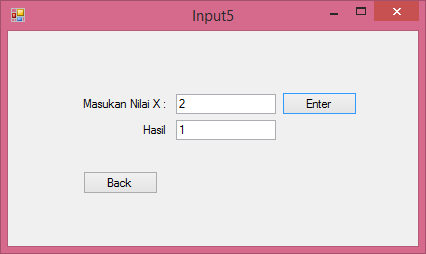 Input5
Masukan Nilai X : 2 Enter
Hasil 1
Back